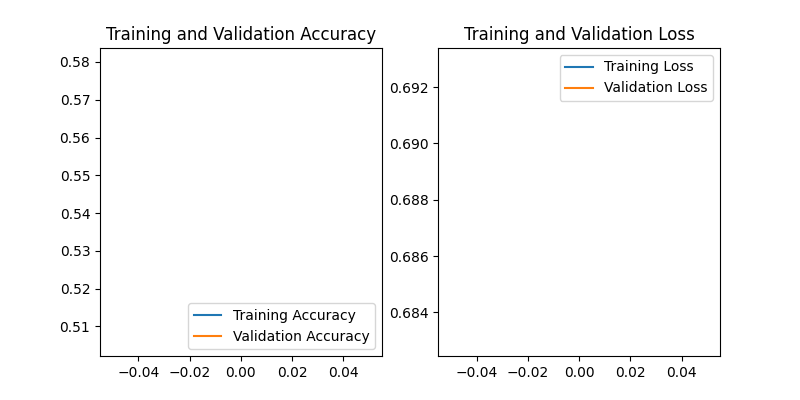 Training and Validation Accuracy
0.58
0.57
0.56
0.55
0.54
0.53
0.52
0.51
Training Accuracy
Validation Accuracy
−0.04 −0.02 0.00 0.02 0.04
Training and Validation Loss
Training Loss
Validation Loss
0.692
0.690
0.688
0.686
0.684
−0.04 −0.02 0.00 0.02 0.04